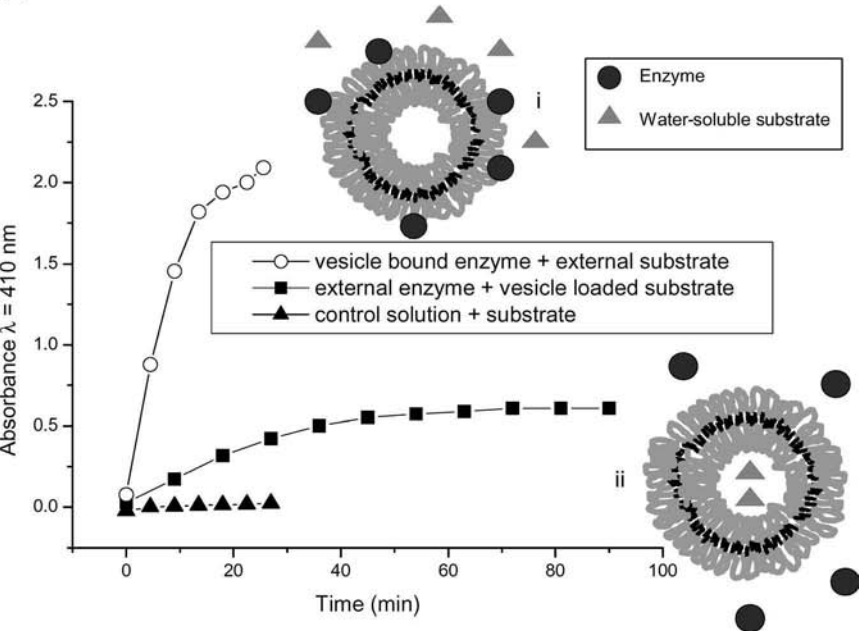 i
Enzyme
Water-soluble substrate
2.5
2.0
1.5
1.0
0.5
0.0
Absorbance λ = 410 nm
vesicle bound enzyme + external substrate
external enzyme + vesicle loaded substrate
control solution + substrate
ii
0
20
40
60
80
100
Time (min)